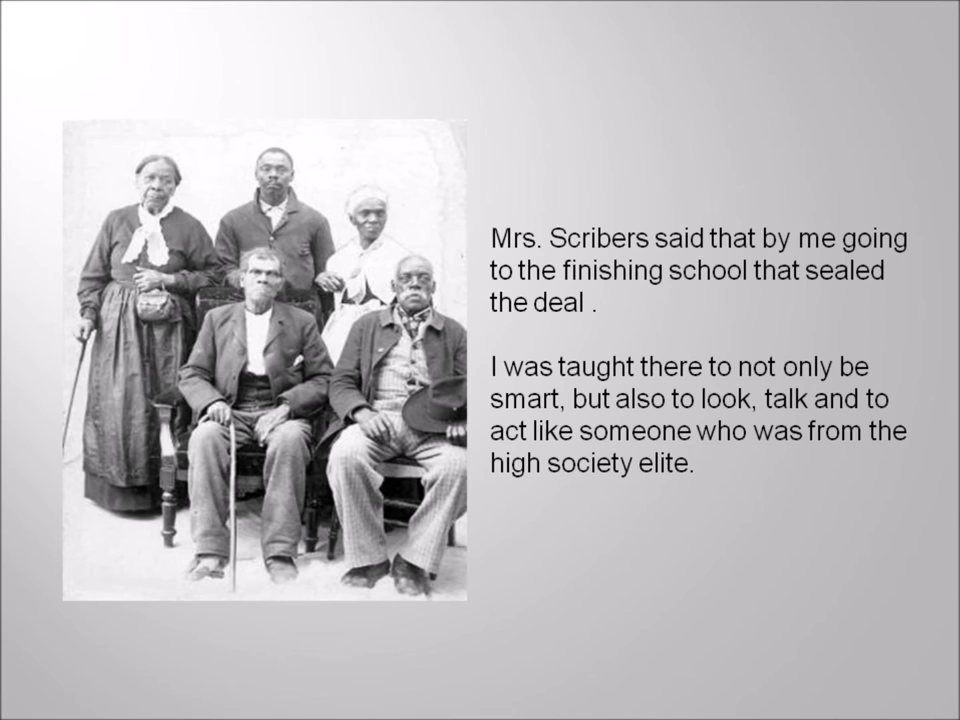 Mrs. Scribers said that by me going
to the finishing school that sealed
the deal .
I was taught there to not only be
smart, but also to look, talk and to
act like someone who was from the
high society elite.